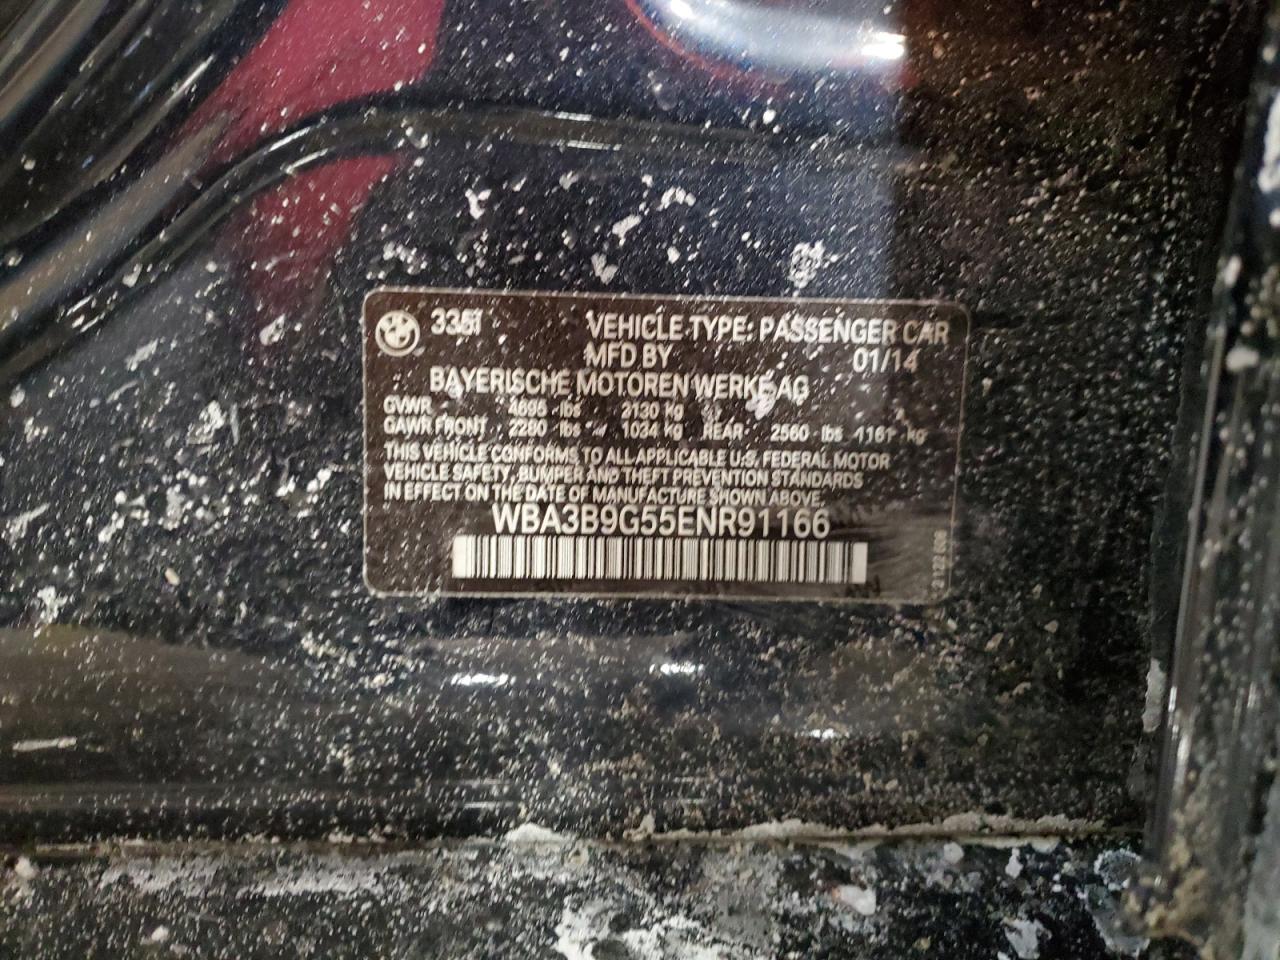 335i VEHICLE TYPE: PASSENGER CAR
MFD BY 01/14
BAYERISCHE MOTOREN WERKE AG
GVWR 4695 lbs 2130 kg
GAWR FRONT 2280 lbs 1034 kg REAR 2560 lbs 1161 kg
THIS VEHICLE CONFORMS TO ALL APPLICABLE U.S. FEDERAL MOTOR
VEHICLE SAFETY, BUMPER AND THEFT PREVENTION STANDARDS
IN EFFECT ON THE DATE OF MANUFACTURE SHOWN ABOVE.
WBA3B9G55ENR91166